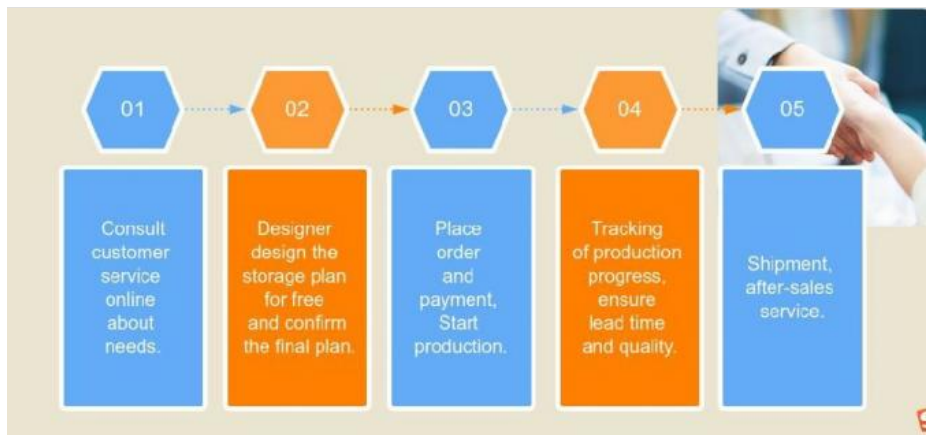 01
02
03
04
05
Consult
customer
service
online
about
needs.
Designer
design the
storage plan
for free
and confirm
the final plan.
Place
order
and
payment,
Start
production.
Tracking
of production
progress,
ensure
lead time
and quality.
Shipment,
after-sales
service.